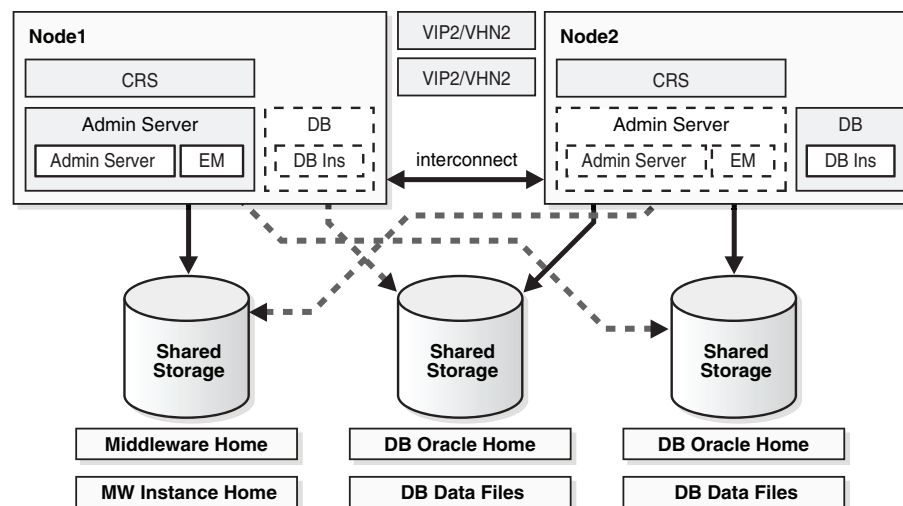 Node1
CRS
Admin Server
Admin Server
EM
DB
DB Ins
VIP2/VHN2
VIP2/VHN2
interconnect
Node2
CRS
Admin Server
Admin Server
EM
DB
DB Ins
Shared
Storage
Shared
Storage
Shared
Storage
Middleware Home
DB Oracle Home
DB Oracle Home
MW Instance Home
DB Data Files
DB Data Files